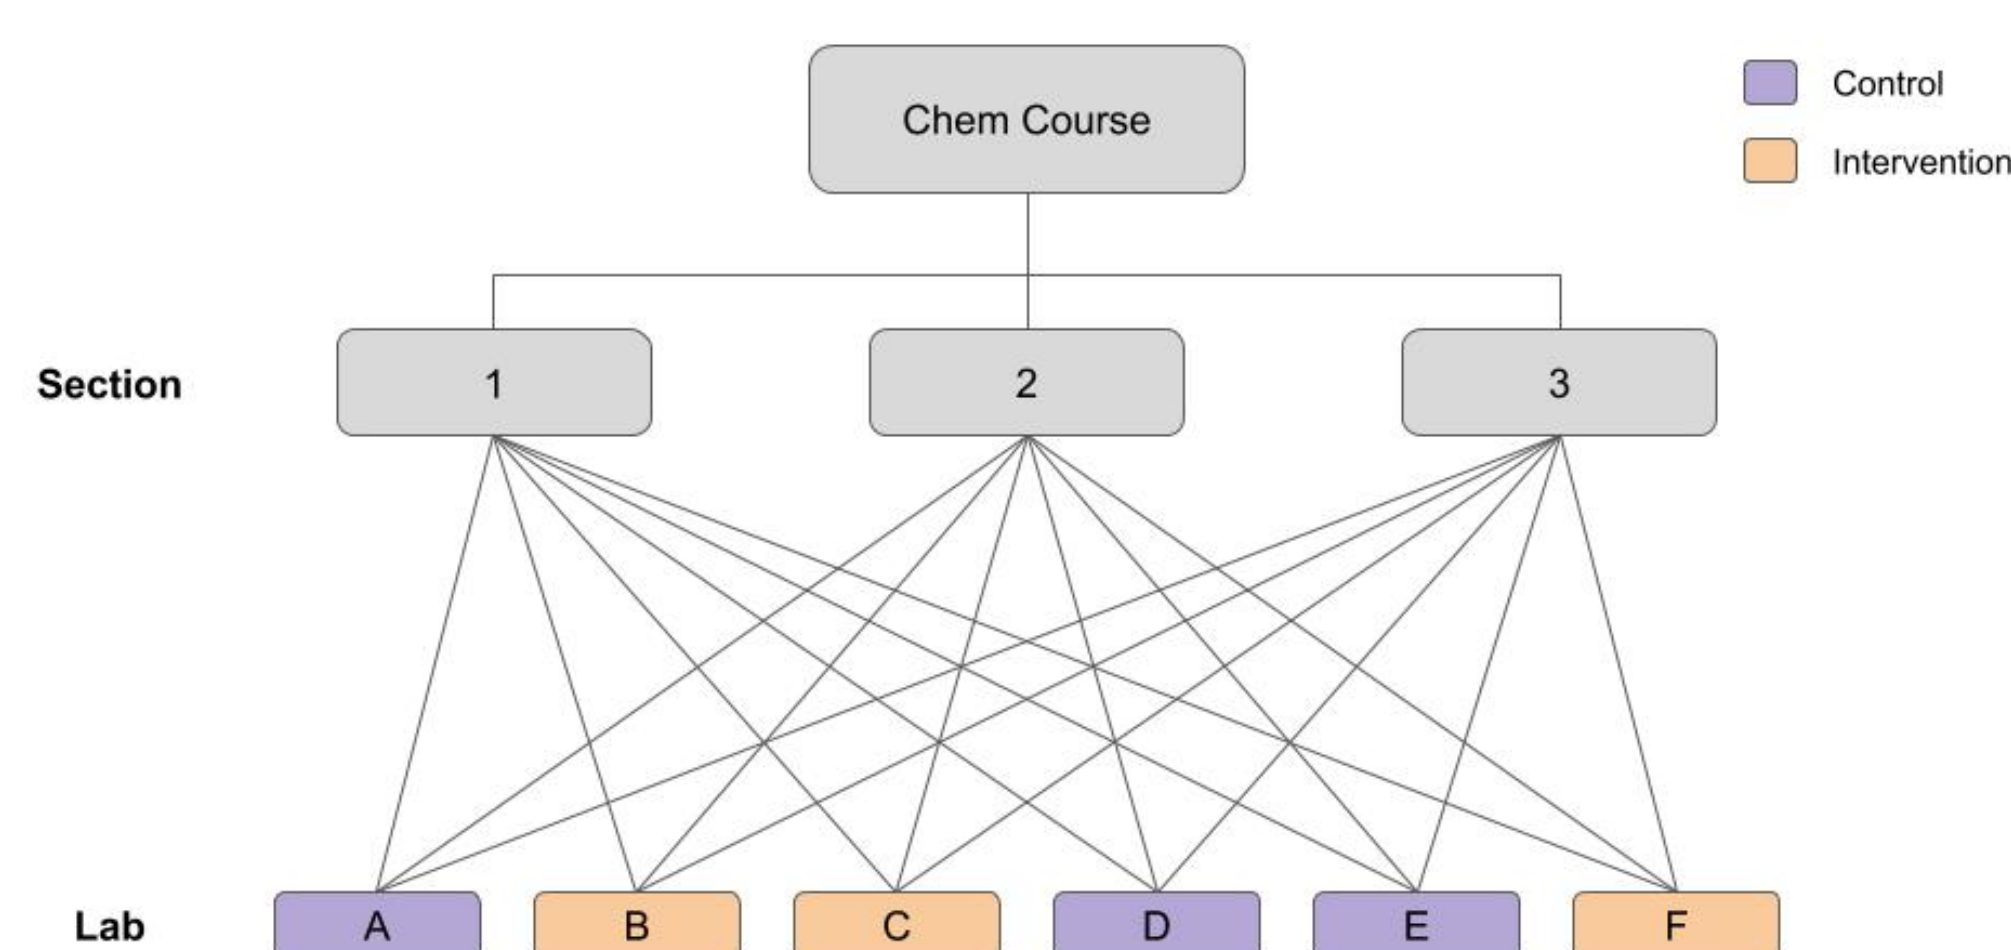 Chem Course
Control
Intervention
Section
1
2
3
Lab
A
B
C
D
E
F